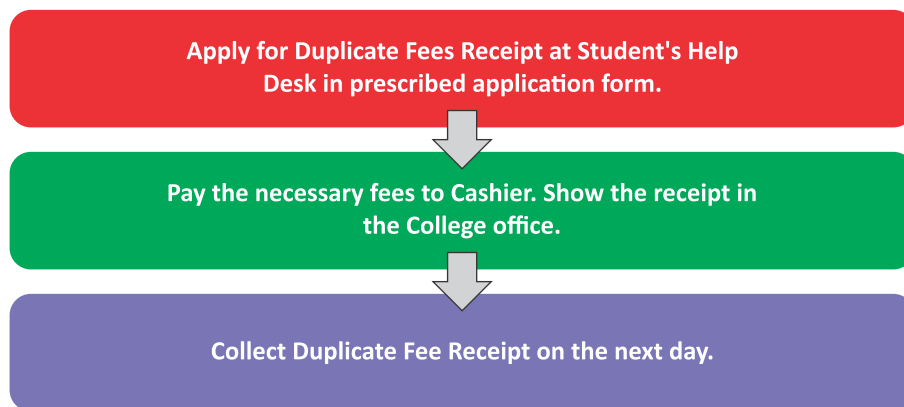 Apply for Duplicate Fees Receipt at Student's Help
Desk in prescribed application form.
Pay the necessary fees to Cashier. Show the receipt in
the College office.
Collect Duplicate Fee Receipt on the next day.